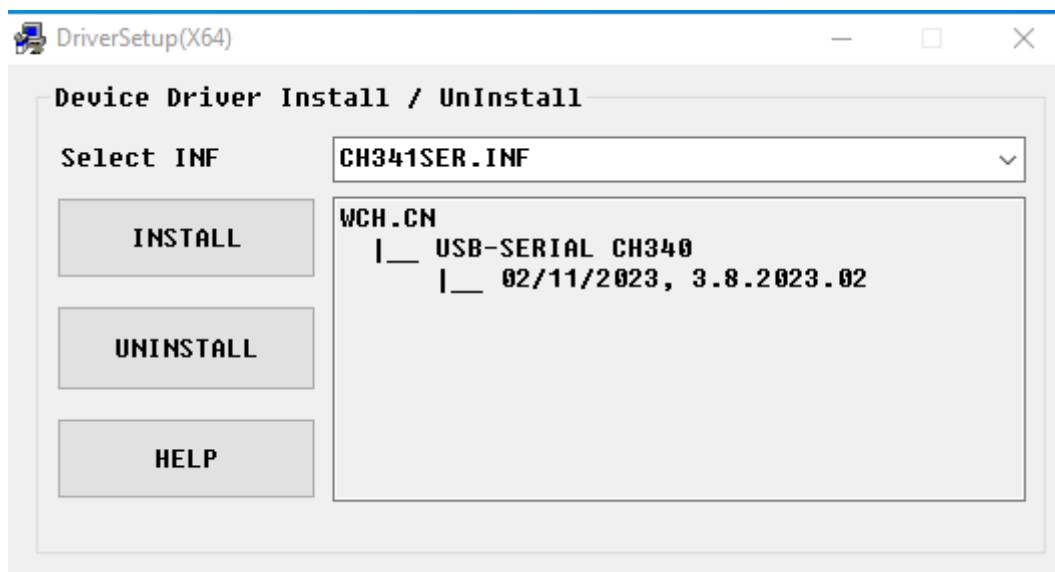 DriverSetup(X64)
Device Driver Install / UnInstall
Select INF
CH341SER.INF
INSTALL
WCH.CN
|__ USB-SERIAL CH340
|__ 02/11/2023, 3.8.2023.02
UNINSTALL
HELP